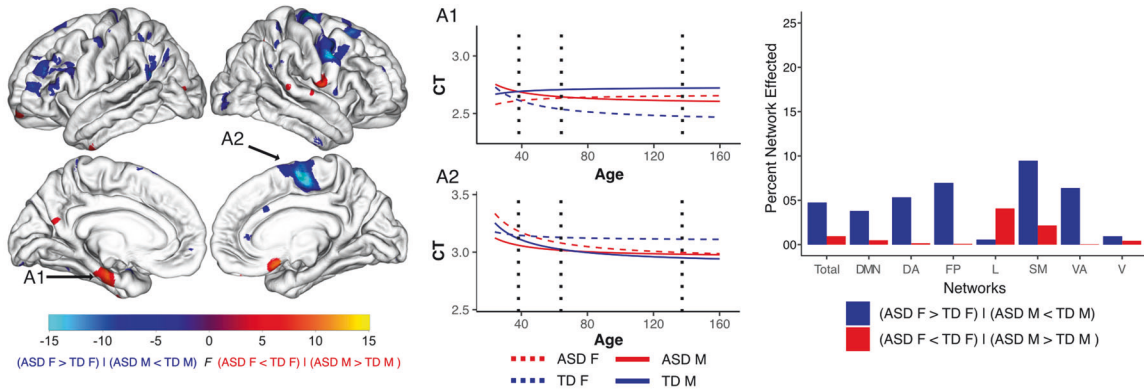 A2
A1
-15
-10
-5
0
5
10
15
(ASD F > TD F) | (ASD M < TD M) F (ASD F < TD F) | (ASD M > TD M )
A1
CT
3.0
2.5
40
80
120
160
Age
A2
CT
3.5
3.0
2.5
40
80
120
160
Age
ASD F
ASD M
TD F
TD M
Percent Network Effected
25
20
15
10
05
00
Total
DMN
DA
FP
L
SM
VA
V
Networks
(ASD F > TD F) | (ASD M < TD M)
(ASD F < TD F) | (ASD M > TD M)